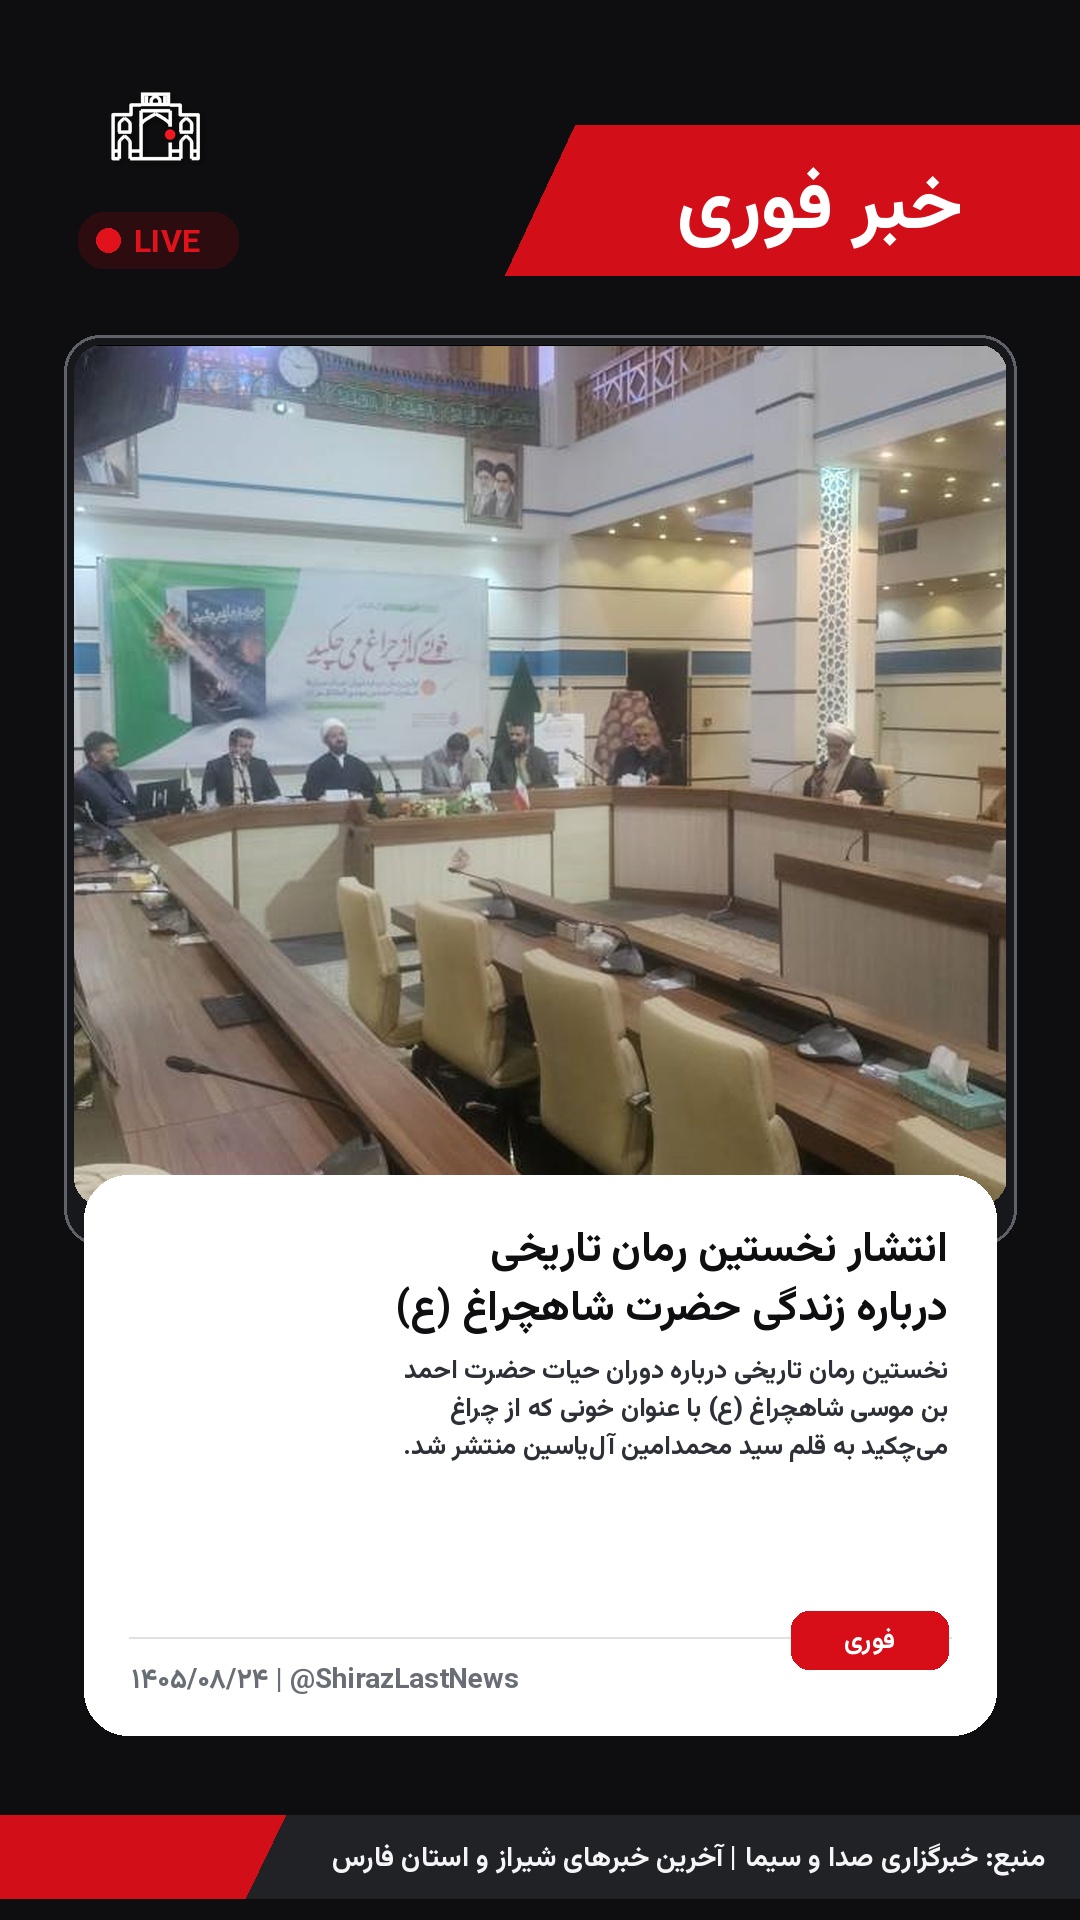 خبر فوری
LIVE
خونی که از چراغ می‌چکید
انتشار نخستین رمان تاریخی
درباره زندگی حضرت شاهچراغ (ع)
نخستین رمان تاریخی درباره دوران حیات حضرت احمد
بن موسی شاهچراغ (ع) با عنوان خونی که از چراغ
می‌چکید به قلم سید محمدامین آل‌یاسین منتشر شد.
فوری
۱۴۰۵/۰۸/۲۴ | @ShirazLastNews
منبع: خبرگزاری صدا و سیما | آخرین خبرهای شیراز و استان فارس